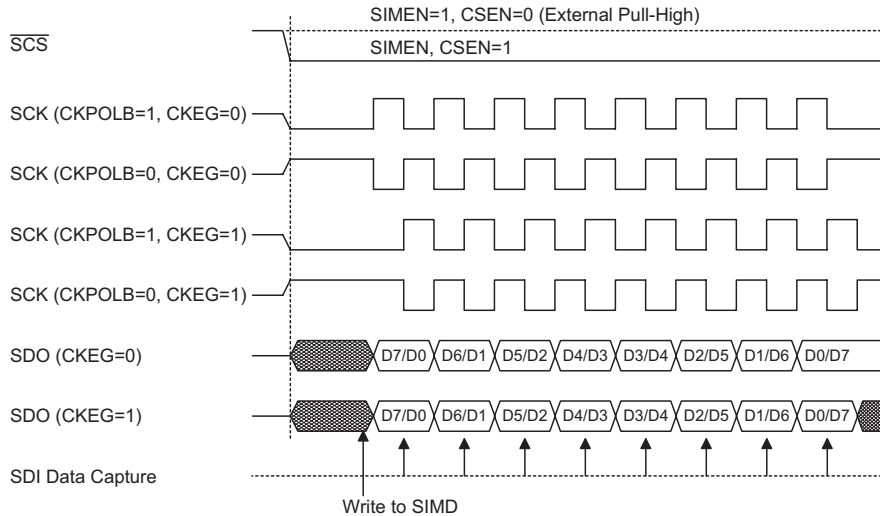 SIMEN=1, CSEN=0 (External Pull-High)
SCS
SIMEN, CSEN=1
SCK (CKPOLB=1, CKEG=0)
SCK (CKPOLB=0, CKEG=0)
SCK (CKPOLB=1, CKEG=1)
SCK (CKPOLB=0, CKEG=1)
SDO (CKEG=0) D7/D0 D6/D1 D5/D2 D4/D3 D3/D4 D2/D5 D1/D6 D0/D7
SDO (CKEG=1) D7/D0 D6/D1 D5/D2 D4/D3 D3/D4 D2/D5 D1/D6 D0/D7
SDI Data Capture
Write to SIMD